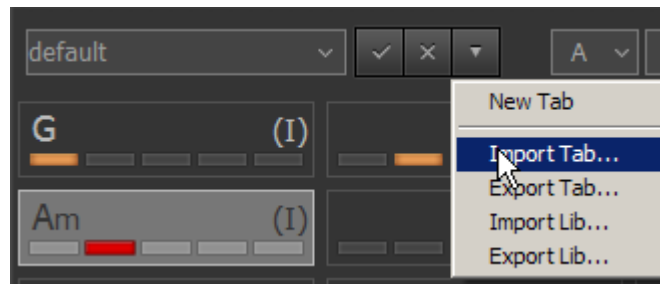 default
A
New Tab
G (I)
Import Tab...
Export Tab...
Am (I)
Import Lib...
Export Lib...